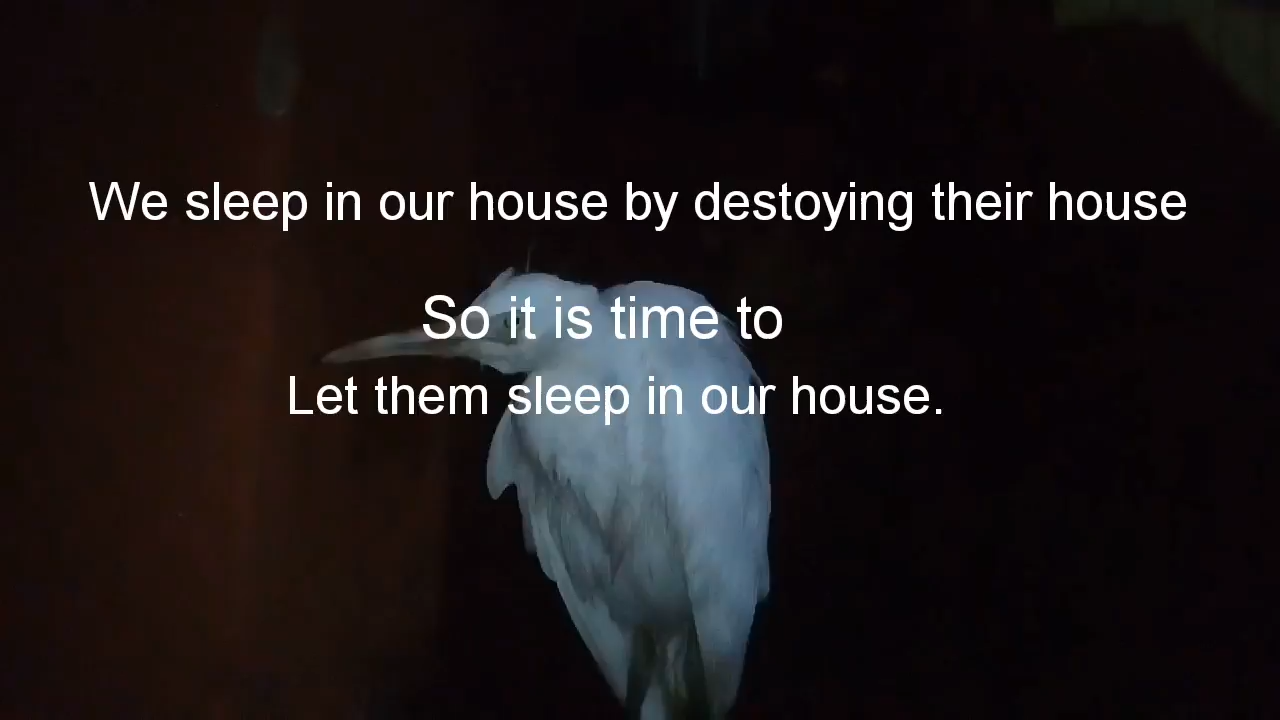 We sleep in our house by destoying their house
So it is time to
Let them sleep in our house.